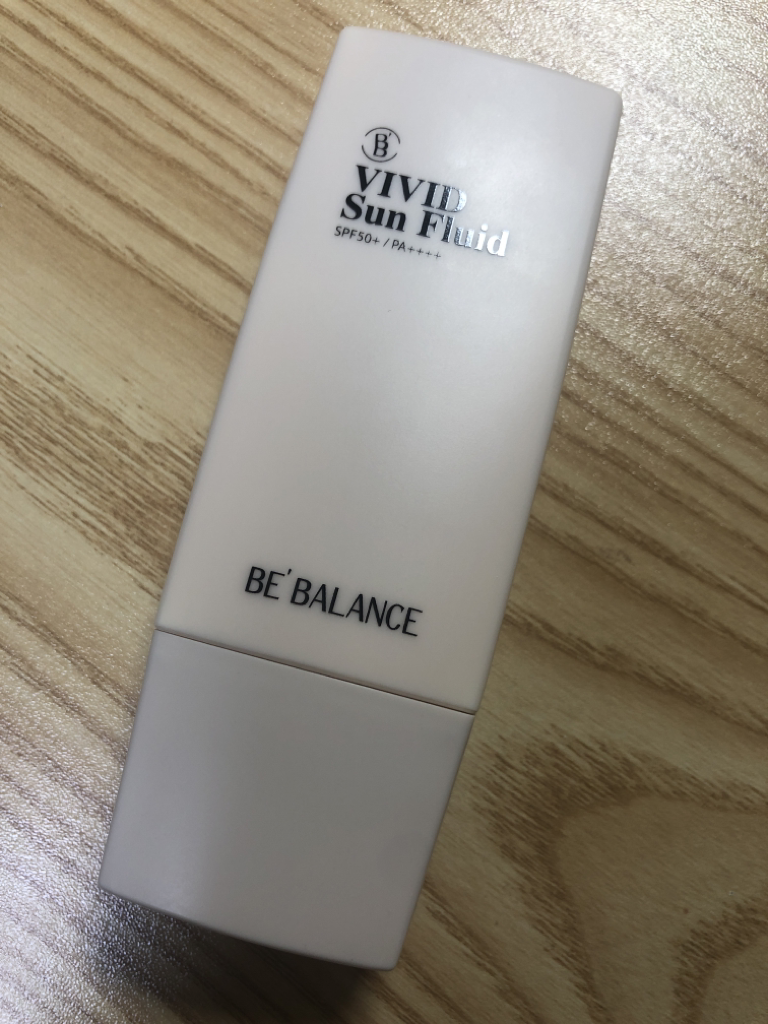 B'
VIVID
Sun Fluid
SPF50+ / PA++++
BE' BALANCE